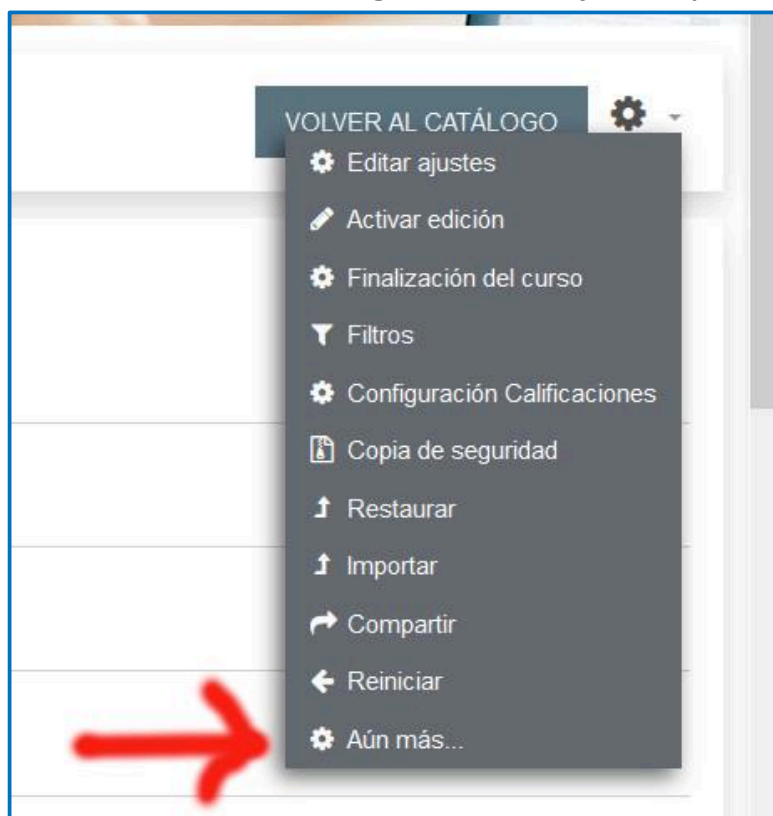 VOLVER AL CATÁLOGO
Editar ajustes
Activar edición
Finalización del curso
Filtros
Configuración Calificaciones
Copia de seguridad
Restaurar
Importar
Compartir
Reiniciar
Aún más...